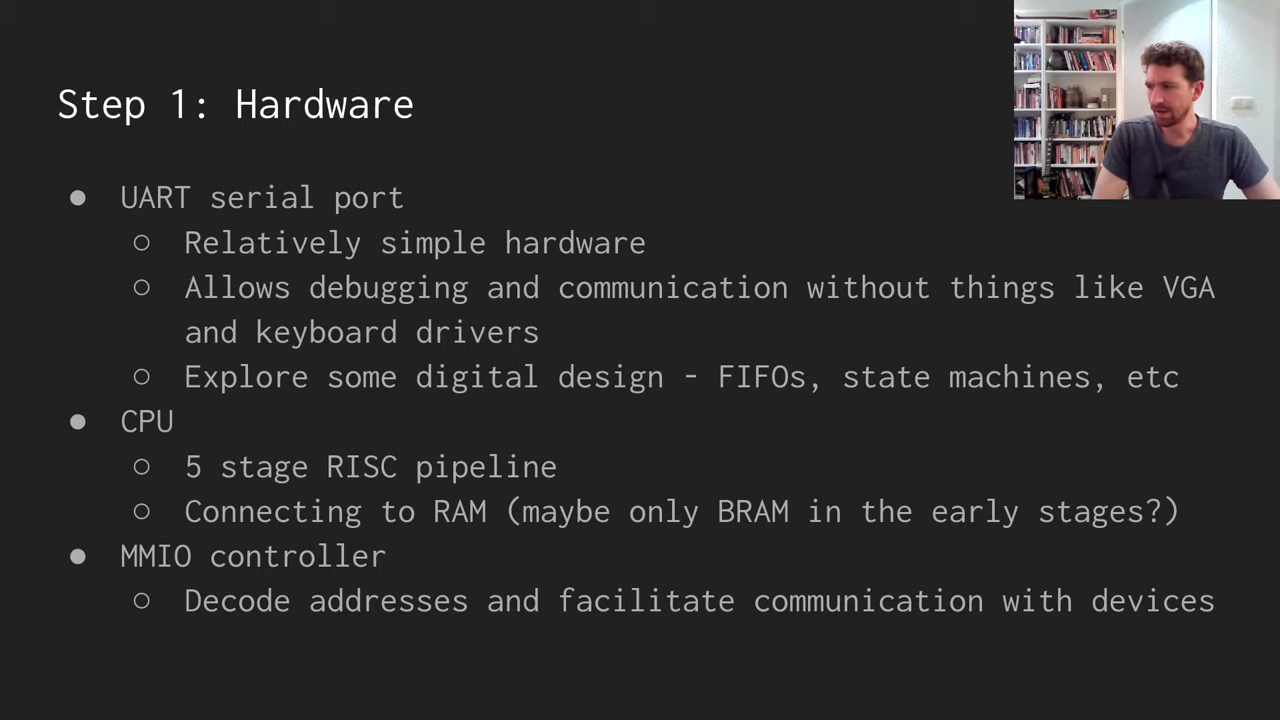 Step 1: Hardware
● UART serial port
○ Relatively simple hardware
○ Allows debugging and communication without things like VGA
and keyboard drivers
○ Explore some digital design - FIFOs, state machines, etc
● CPU
○ 5 stage RISC pipeline
○ Connecting to RAM (maybe only BRAM in the early stages?)
● MMIO controller
○ Decode addresses and facilitate communication with devices